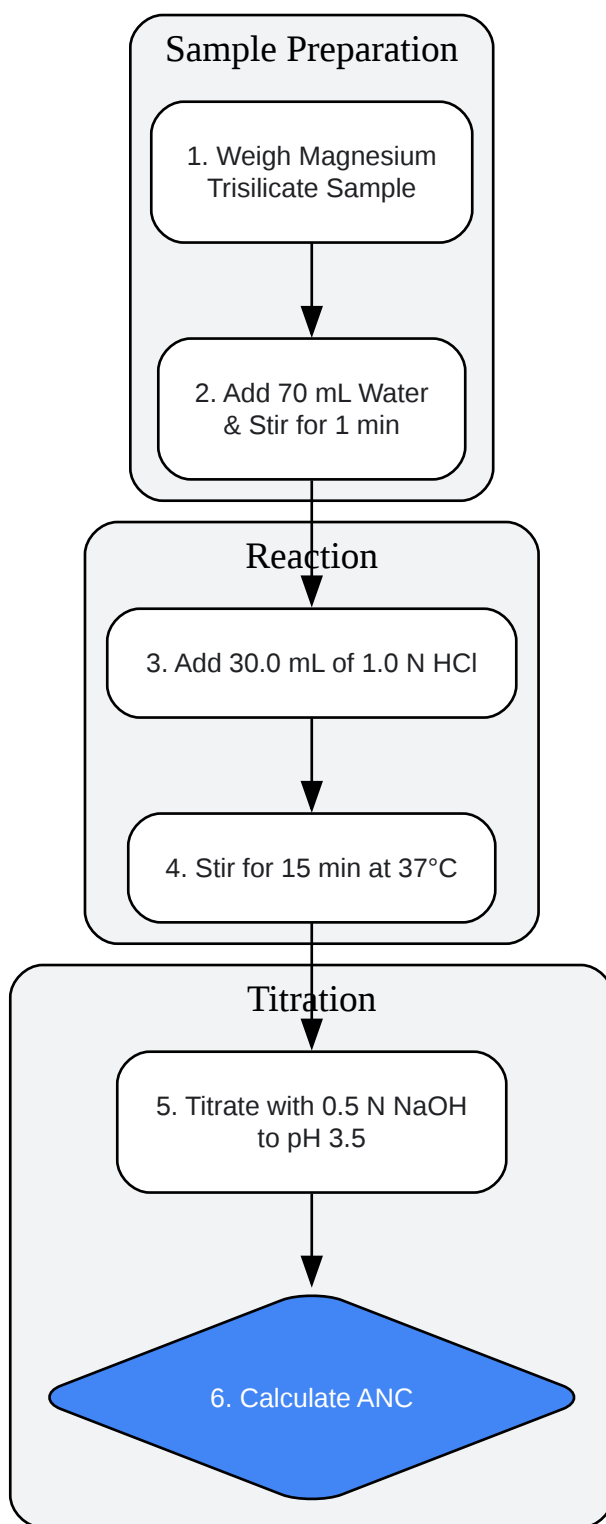 Sample Preparation
1. Weigh Magnesium
Trisilicate Sample
2. Add 70 mL Water
& Stir for 1 min
Reaction
3. Add 30.0 mL of 1.0 N HCl
4. Stir for 15 min at 37°C
Titration
5. Titrate with 0.5 N NaOH
to pH 3.5
6. Calculate ANC